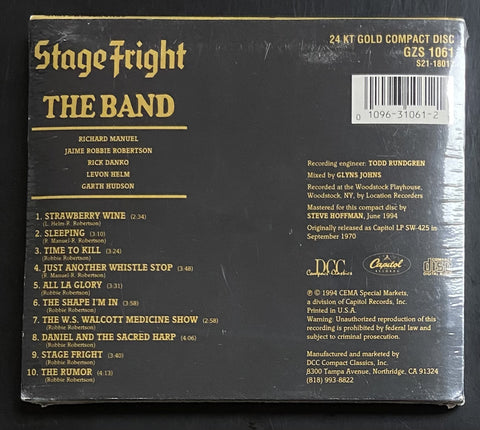 Stage Fright
THE BAND
RICHARD MANUEL
JAIME ROBBIE ROBERTSON
RICK DANKO
LEVON HELM
GARTH HUDSON
1. STRAWBERRY WINE (2:34)
(L. Helm-R. Robertson)
2. SLEEPING (3:10)
(R. Manuel-R. Robertson)
3. TIME TO KILL (3:24)
(Robbie Robertson)
4. JUST ANOTHER WHISTLE STOP (3:48)
(R. Manuel-R. Robertson)
5. ALL LA GLORY (3:31)
(Robbie Robertson)
6. THE SHAPE I'M IN (3:58)
(Robbie Robertson)
7. THE W.S. WALCOTT MEDICINE SHOW (2:58)
(Robbie Robertson)
8. DANIEL AND THE SACRED HARP (4:06)
(Robbie Robertson)
9. STAGE FRIGHT (3:40)
(Robbie Robertson)
10. THE RUMOR (4:13)
(Robbie Robertson)
24 KT GOLD COMPACT DISC
GZS 1061
0 1096-31061-2
Recording engineer: TODD RUNDGREN
Mixed by GLYNS JOHNS
Recorded at the Woodstock Playhouse,
Woodstock, NY, by Location Recorders
Mastered for this compact disc by
STEVE HOFFMAN, June 1994
Originally released as Capitol LP SW-425 in
September 1970
DCC
Compact Classics
Capitol
RECORDS
COMPACT
disc
DIGITAL AUDIO
℗ © 1994 CEMA Special Markets,
a division of Capitol Records, Inc.
Printed in U.S.A.
Warning: Unauthorized reproduction of this
recording is prohibited by federal law and
subject to criminal prosecution.
Manufactured and marketed by
DCC Compact Classics, Inc.
8300 Tampa Avenue, Northridge, CA 91324
(818) 993-8822